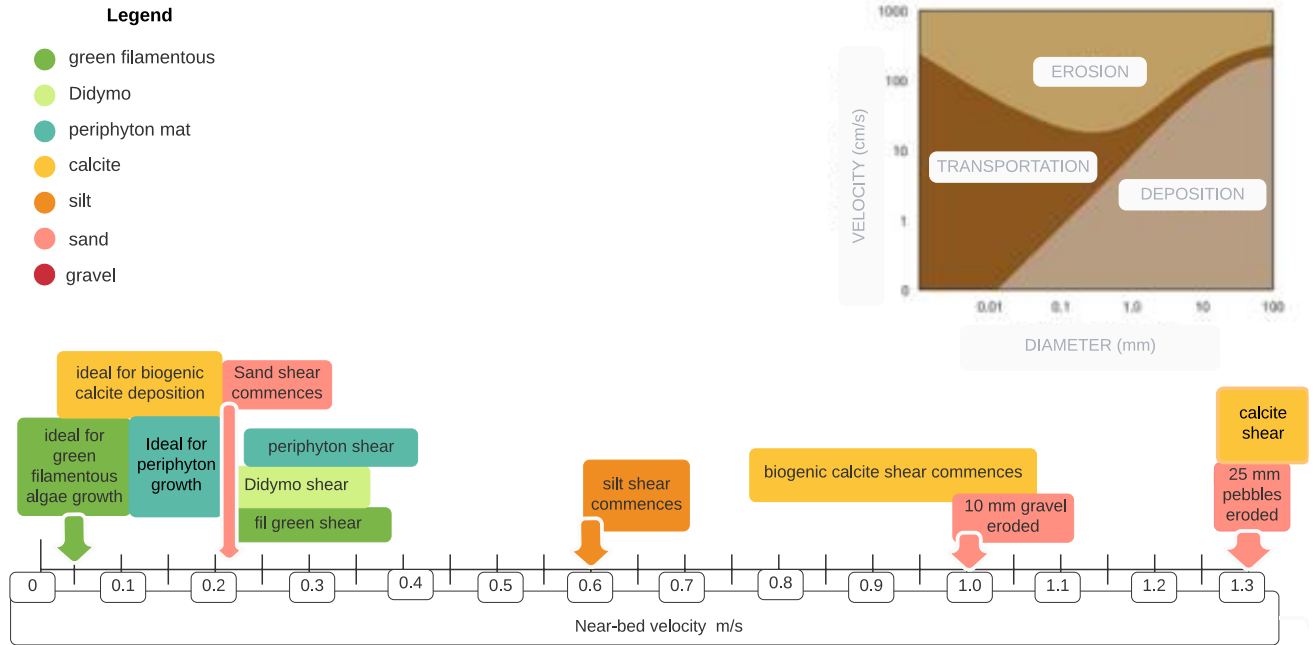 Legend
green filamentous
Didymo
periphyton mat
calcite
silt
sand
gravel
1000
100
10
1
0
VELOCITY (cm/s)
EROSION
TRANSPORTATION
DEPOSITION
0.01
0.1
1.0
10
100
DIAMETER (mm)
ideal for biogenic
calcite deposition
Sand shear
commences
ideal for
green
filamentous
algae growth
Ideal for
periphyton
growth
periphyton shear
Didymo shear
fil green shear
silt shear
commences
biogenic calcite shear commences
10 mm gravel
eroded
calcite
shear
25 mm
pebbles
eroded
0
0.1
0.2
0.3
0.4
0.5
0.6
0.7
0.8
0.9
1.0
1.1
1.2
1.3
Near-bed velocity m/s